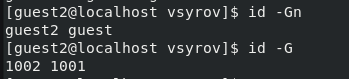 [guest2@localhost vsyrov]$ id -Gn
guest2 guest
[guest2@localhost vsyrov]$ id -G
1002 1001